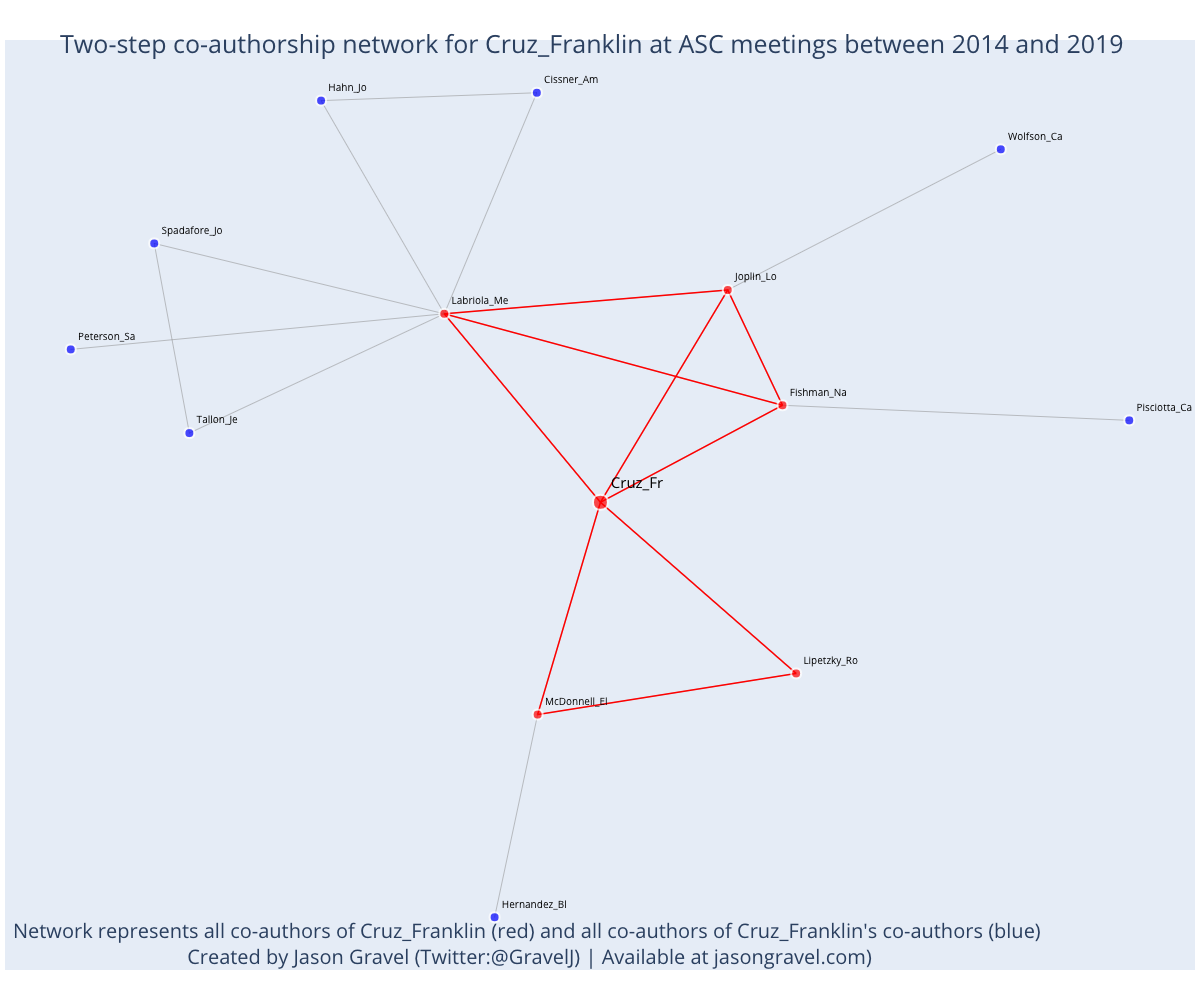 Two-step co-authorship network for Cruz_Franklin at ASC meetings between 2014 and 2019
Cissner_Am
Hahn_Jo
Wolfson_Ca
Spadafore_Jo
Joplin_Lo
Labriola_Me
Peterson_Sa
Fishman_Na
Pisciotta_Ca
Tallon_Je
Cruz_Fr
Lipetzky_Ro
McDonnell_El
Hernandez_Bl
Network represents all co-authors of Cruz_Franklin (red) and all co-authors of Cruz_Franklin's co-authors (blue)
Created by Jason Gravel (Twitter:@GravelJ) | Available at jasongravel.com)